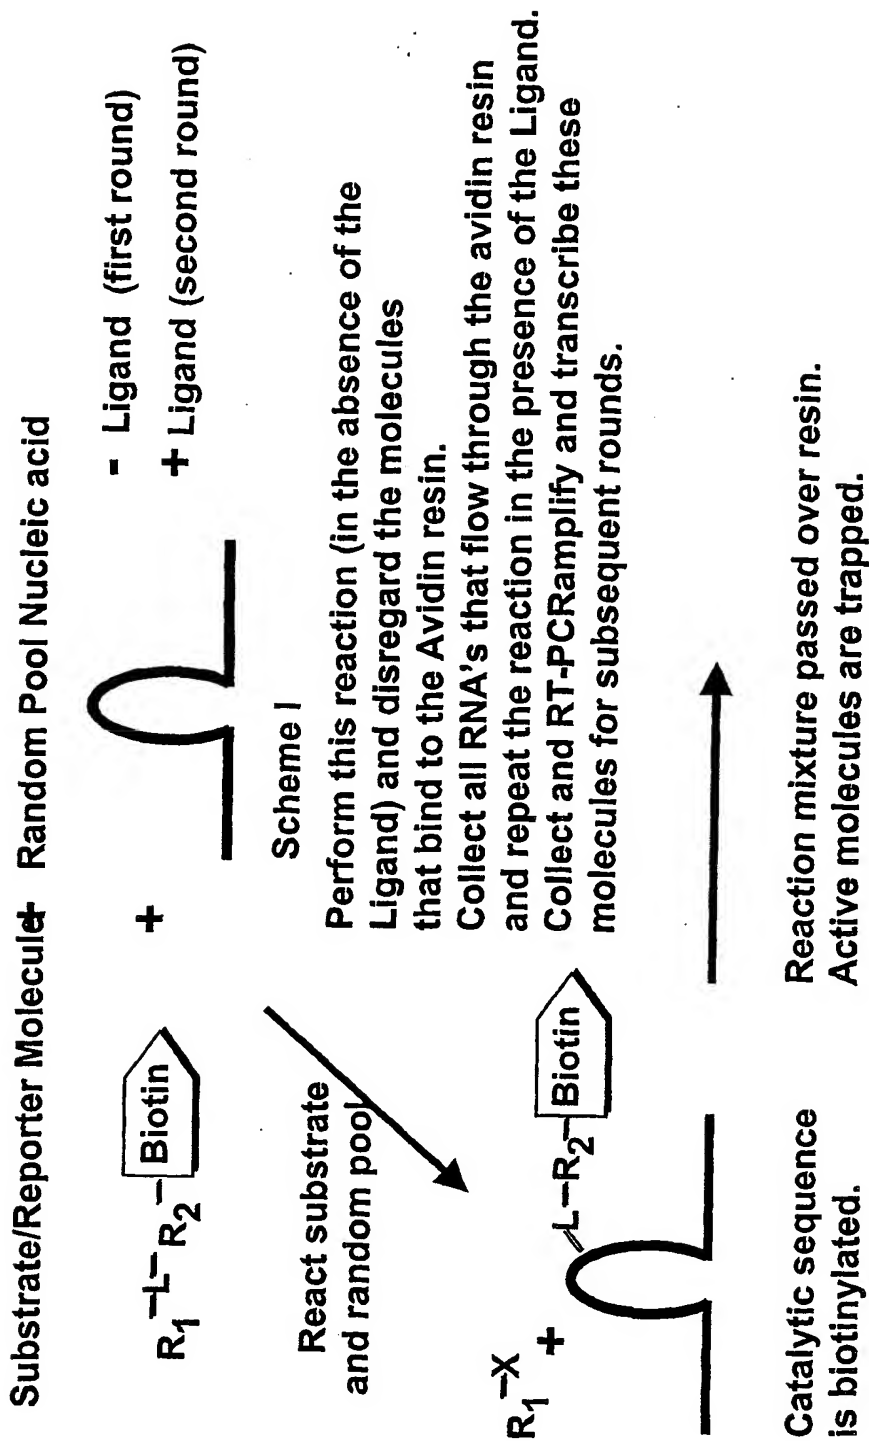 Substrate/Reporter Molecule + Random Pool Nucleic acid
R1-L-R2-Biotin
+
- Ligand (first round)
+ Ligand (second round)
Scheme I
React substrate
and random pool
Perform this reaction (in the absence of the
Ligand) and disregard the molecules
that bind to the Avidin resin.
Collect all RNA's that flow through the avidin resin
and repeat the reaction in the presence of the Ligand.
Collect and RT-PCRamplify and transcribe these
molecules for subsequent rounds.
R1-X
+
L-R2-Biotin
Catalytic sequence
is biotinylated.
Reaction mixture passed over resin.
Active molecules are trapped.